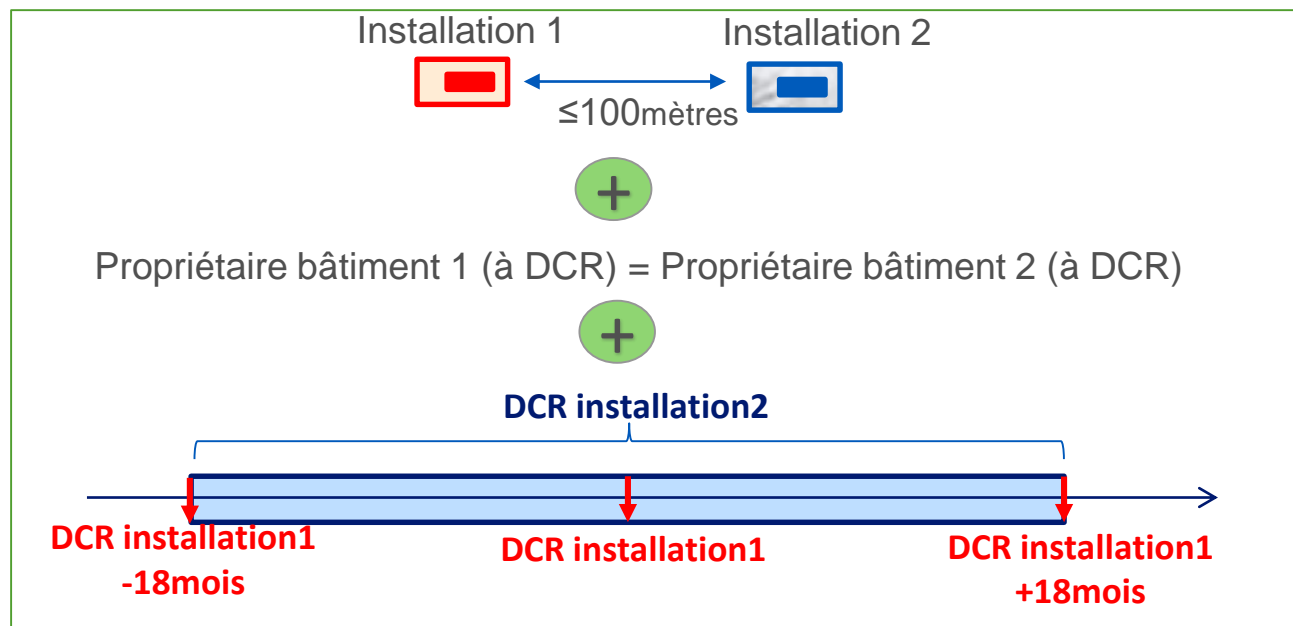 Installation 1
Installation 2
≤100mètres
+
Propriétaire bâtiment 1 (à DCR) = Propriétaire bâtiment 2 (à DCR)
+
DCR installation2
DCR installation1
-18mois
DCR installation1
DCR installation1
+18mois